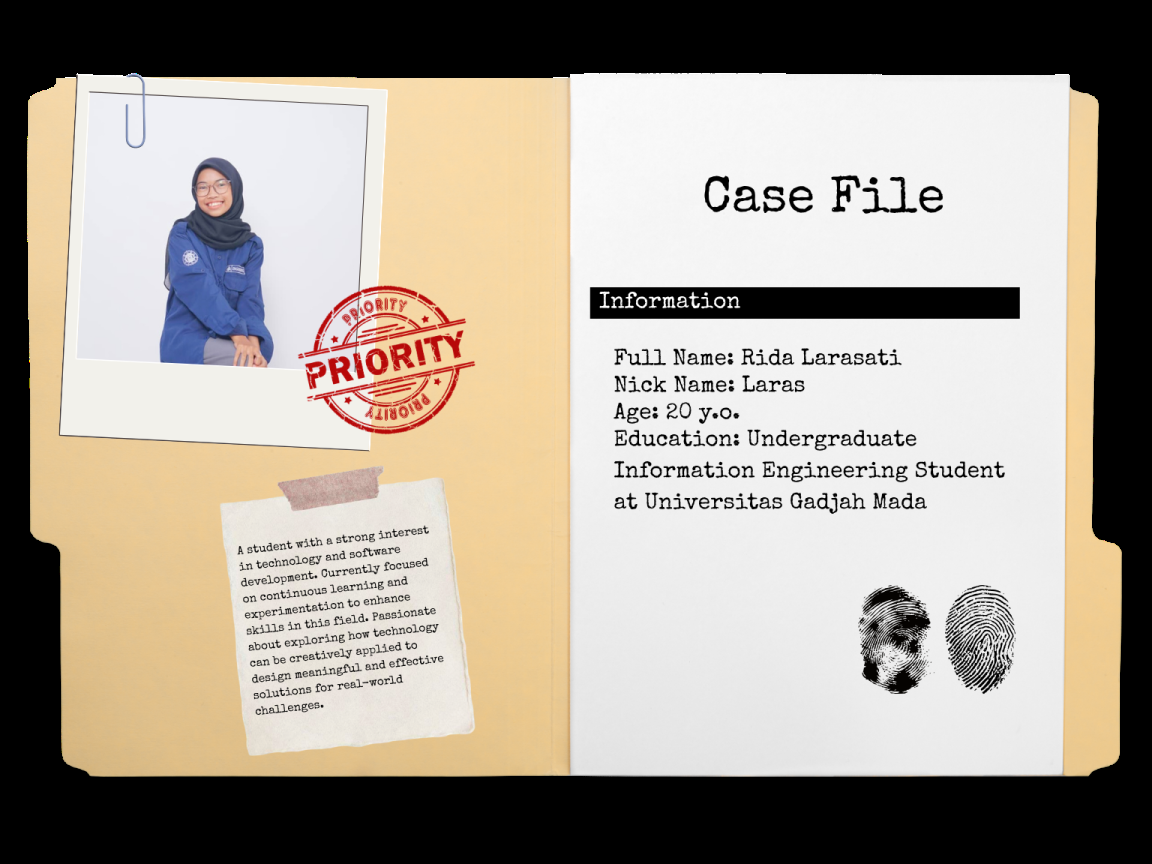 PRIORITY
PRIORITY
PRIORITY
A student with a strong interest
in technology and software
development. Currently focused
on continuous learning and
experimentation to enhance
skills in this field. Passionate
about exploring how technology
can be creatively applied to
design meaningful and effective
solutions for real-world
challenges.
Case File
Information
Full Name: Rida Larasati
Nick Name: Laras
Age: 20 y.o.
Education: Undergraduate
Information Engineering Student
at Universitas Gadjah Mada